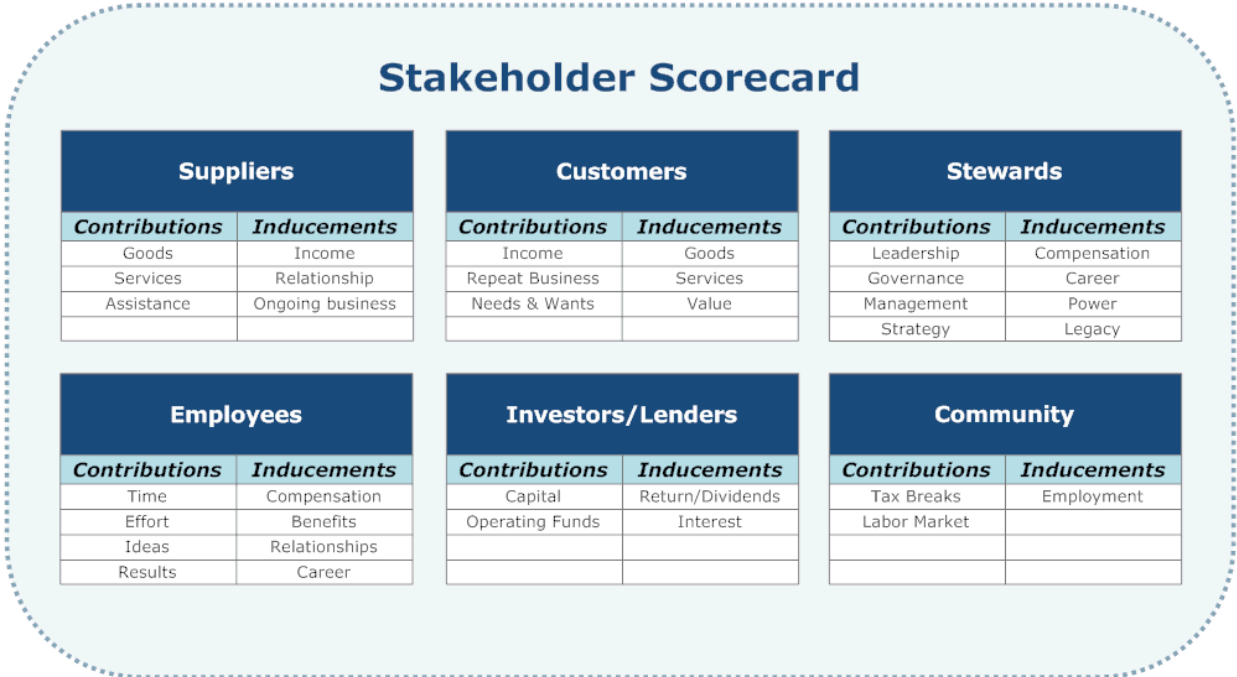 Stakeholder Scorecard
Suppliers
Contributions Inducements
Goods Income
Services Relationship
Assistance Ongoing business
Customers
Contributions Inducements
Income Goods
Repeat Business Services
Needs & Wants Value
Stewards
Contributions Inducements
Leadership Compensation
Governance Career
Management Power
Strategy Legacy
Employees
Contributions Inducements
Time Compensation
Effort Benefits
Ideas Relationships
Results Career
Investors/Lenders
Contributions Inducements
Capital Return/Dividends
Operating Funds Interest
Community
Contributions Inducements
Tax Breaks Employment
Labor Market